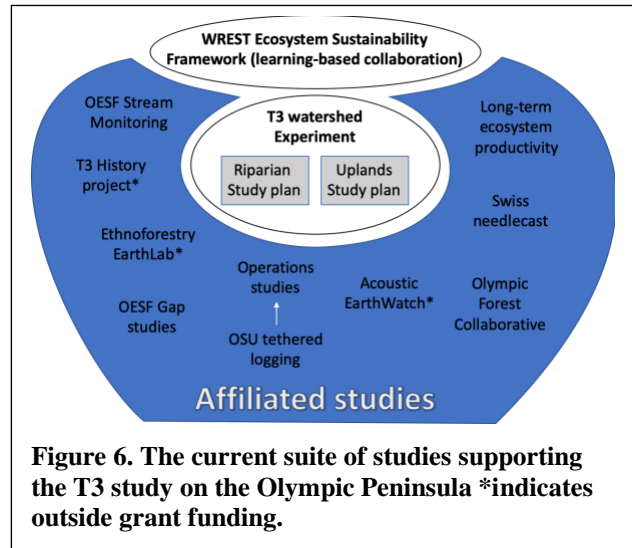 WREST Ecosystem Sustainability
Framework (learning-based collaboration)
OESF Stream
Monitoring
T3 History
project*
Ethnoforestry
EarthLab*
OESF Gap
studies
T3 watershed
Experiment
Riparian
Study plan
Uplands
Study plan
Operations
studies
OSU tethered
logging
Acoustic
EarthWatch*
Long-term
ecosystem
productivity
Swiss
needlecast
Olympic
Forest
Collaborative
Affiliated studies
Figure 6. The current suite of studies supporting
the T3 study on the Olympic Peninsula *indicates
outside grant funding.